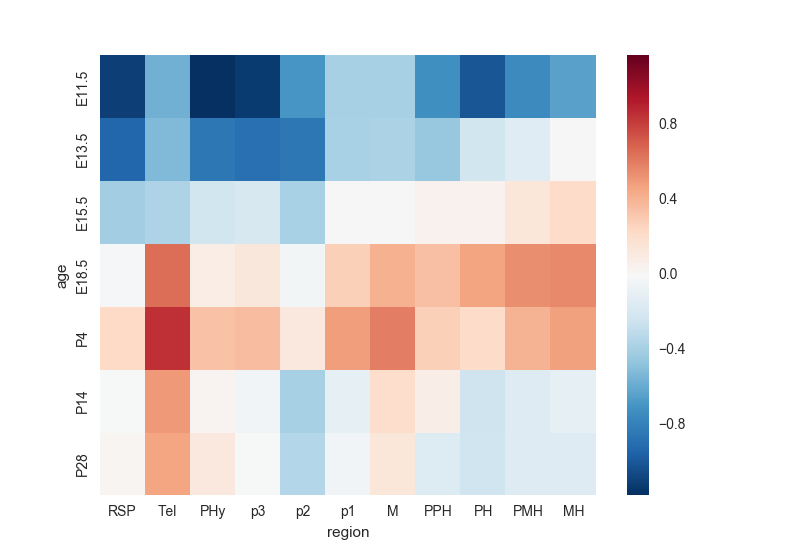 age
E11.5
E13.5
E15.5
E18.5
P4
P14
P28
RSP Tel PHy p3 p2 p1 M PPH PH PMH MH
region
0.8
0.4
0.0
−0.4
−0.8